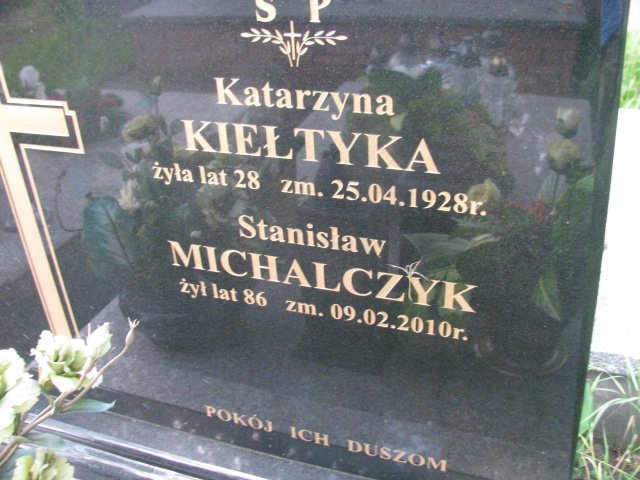 Ś P
Katarzyna
KIEŁTYKA
żyła lat 28 zm. 25.04.1928r.
Stanisław
MICHALCZYK
żył lat 86 zm. 09.02.2010r.
POKÓJ ICH DUSZOM